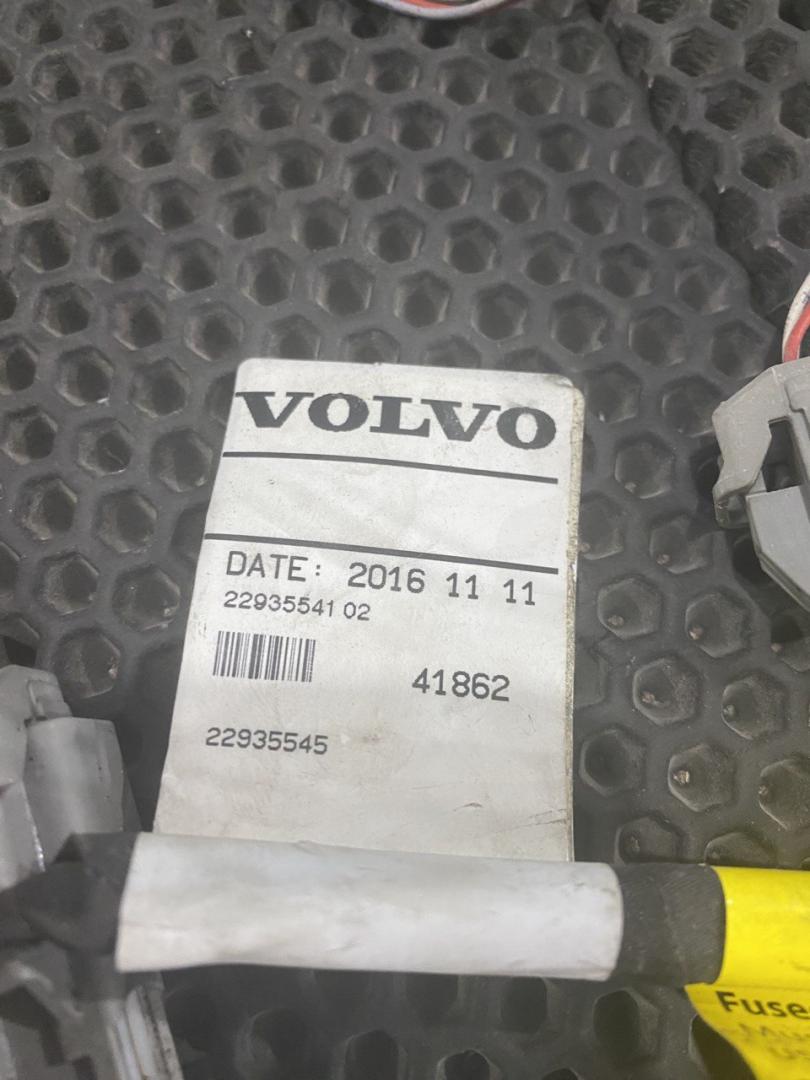 VOLVO
DATE: 2016 11 11
22935541 02
41862
22935545
Fuse